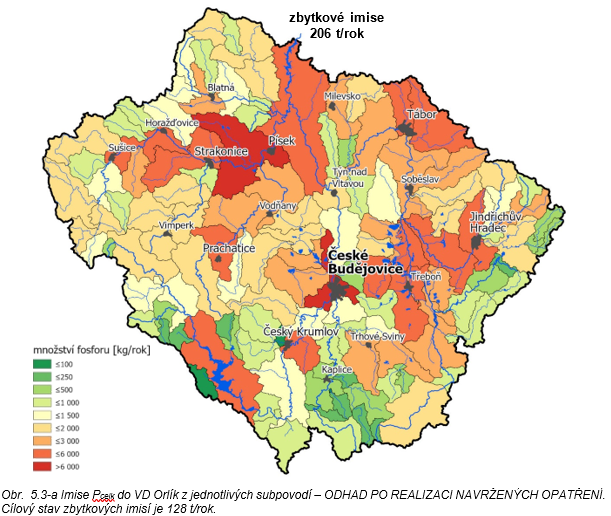 zbytkové imise
206 t/rok
Blatná
Milevsko
Tábor
Horažďovice
Sušice
Strakonice
Písek
Týn nad
Vltavou
Soběslav
Vodňany
Vimperk
Jindřichův
Hradec
Prachatice
České
Budějovice
Třeboň
Český Krumlov
Trhové Sviny
Kaplice
množství fosforu [kg/rok]
≤100
≤250
≤500
≤1 000
≤1 500
≤2 000
≤3 000
≤6 000
>6 000
Obr. 5.3-a Imise Pcelk do VD Orlík z jednotlivých subpovodí – ODHAD PO REALIZACI NAVRŽENÝCH OPATŘENÍ.
Cílový stav zbytkových imisí je 128 t/rok.